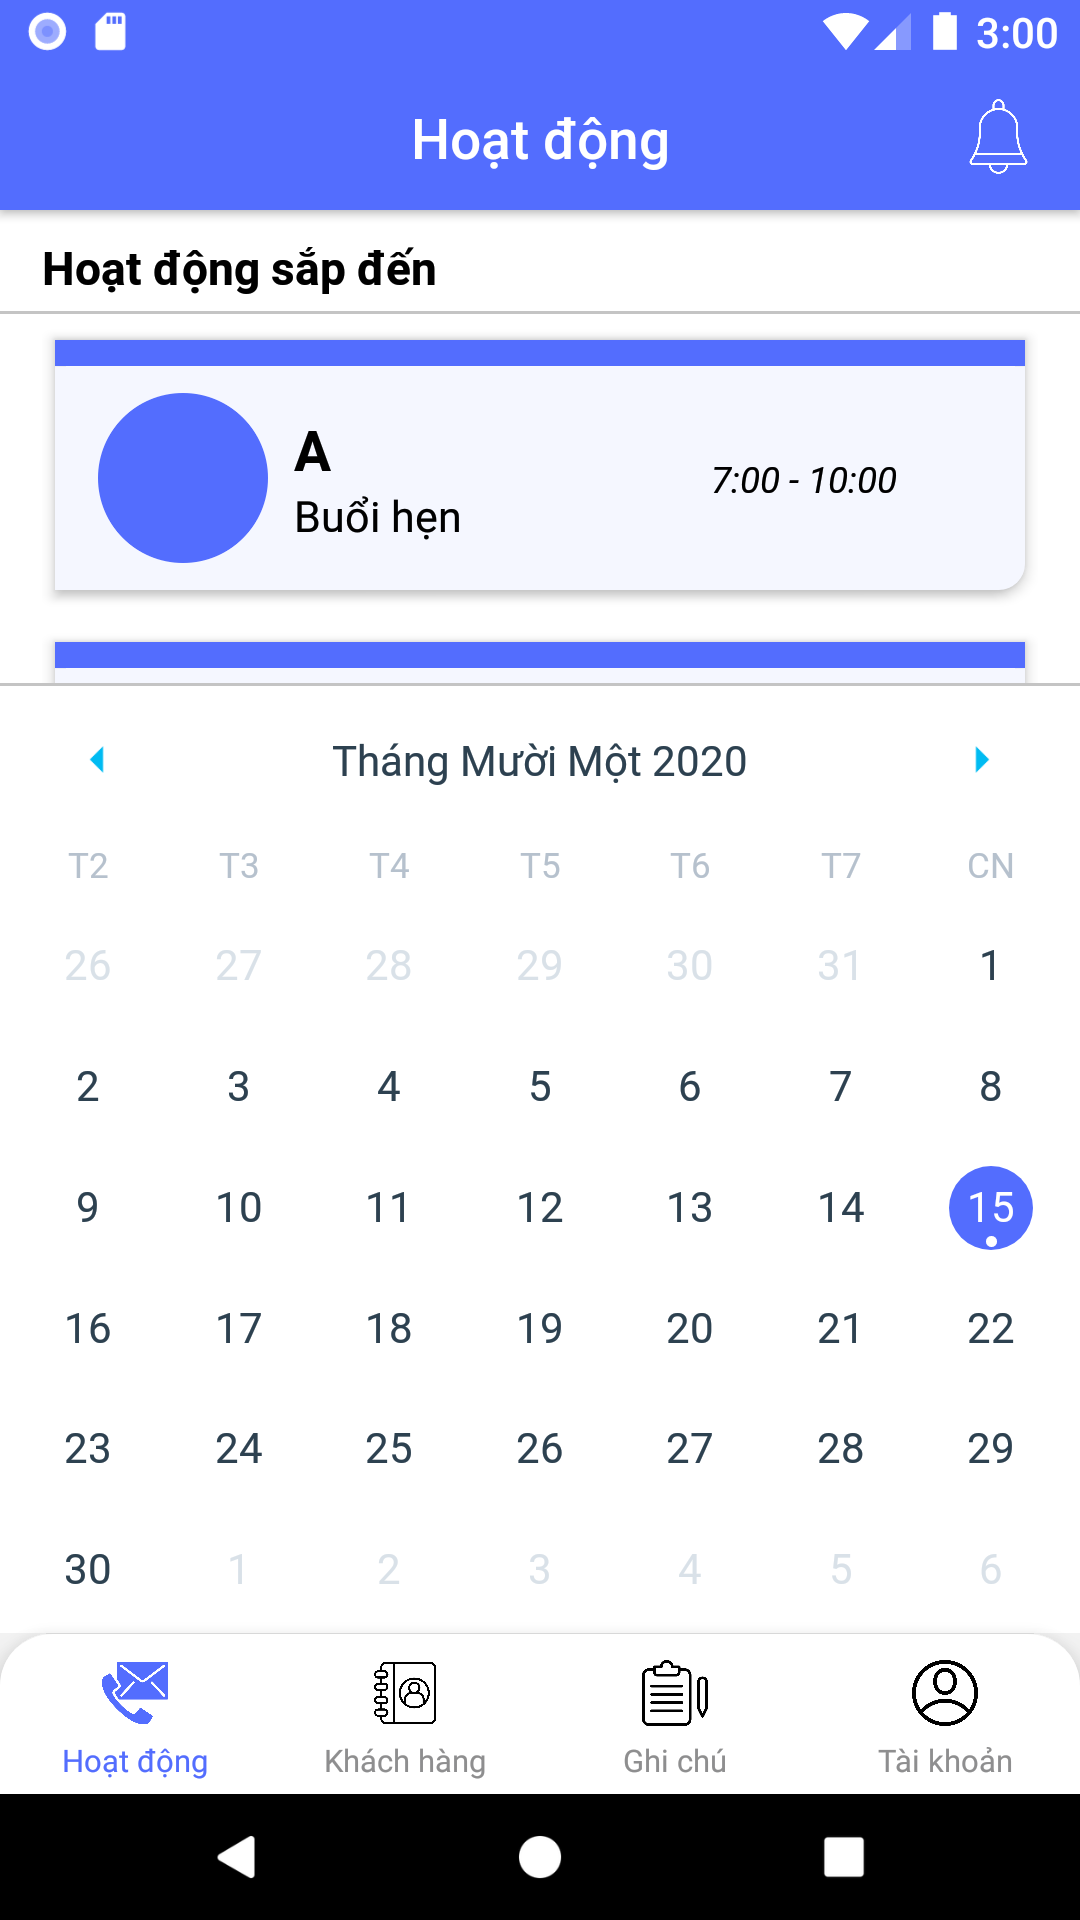 3:00
Hoạt động
Hoạt động sắp đến
A
Buổi hẹn
7:00 - 10:00
Tháng Mười Một 2020
T2 T3 T4 T5 T6 T7 CN
26 27 28 29 30 31 1
2 3 4 5 6 7 8
9 10 11 12 13 14 15
16 17 18 19 20 21 22
23 24 25 26 27 28 29
30 1 2 3 4 5 6
Hoạt động Khách hàng Ghi chú Tài khoản